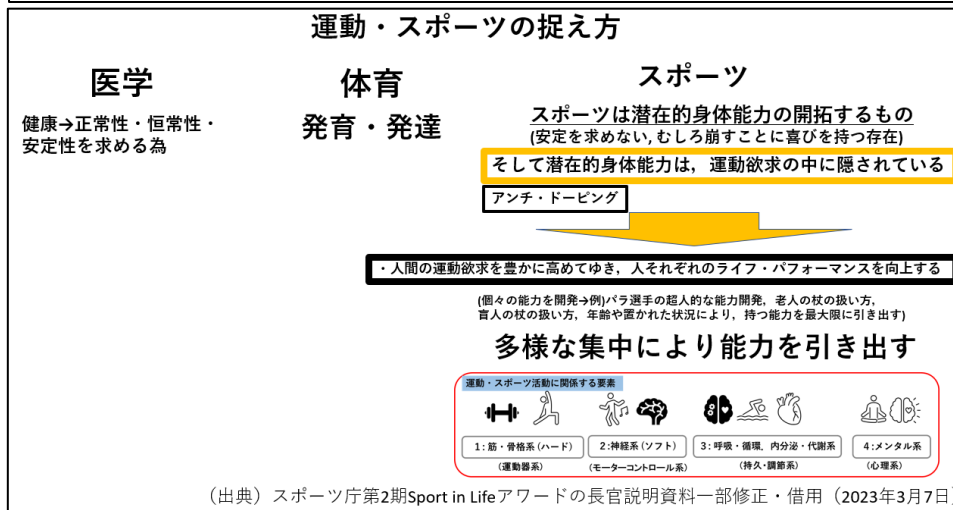 運動・スポーツの捉え方
医学
健康→正常性・恒常性・
安定性を求める為
体育
発育・発達
スポーツ
スポーツは潜在的身体能力の開拓するもの
(安定を求めない, むしろ崩すことに喜びを持つ存在)
そして潜在的身体能力は，運動欲求の中に隠されている
アンチ・ドーピング
・人間の運動欲求を豊かに高めてゆき，人それぞれのライフ・パフォーマンスを向上する
(個々の能力を開発→例)パラ選手の超人的な能力開発，老人の杖の扱い方，
盲人の杖の扱い方，年齢や置かれた状況により，持つ能力を最大限に引き出す)
多様な集中により能力を引き出す
運動・スポーツ活動に関係する要素
1：筋・骨格系(ハード)
(運動器系)
2：神経系(ソフト)
(モーターコントロール系)
3：呼吸・循環，内分泌・代謝系
(持久・調節系)
4：メンタル系
(心理系)
(出典）スポーツ庁第2期Sport in Lifeアワードの長官説明資料一部修正・借用（2023年3月7日）